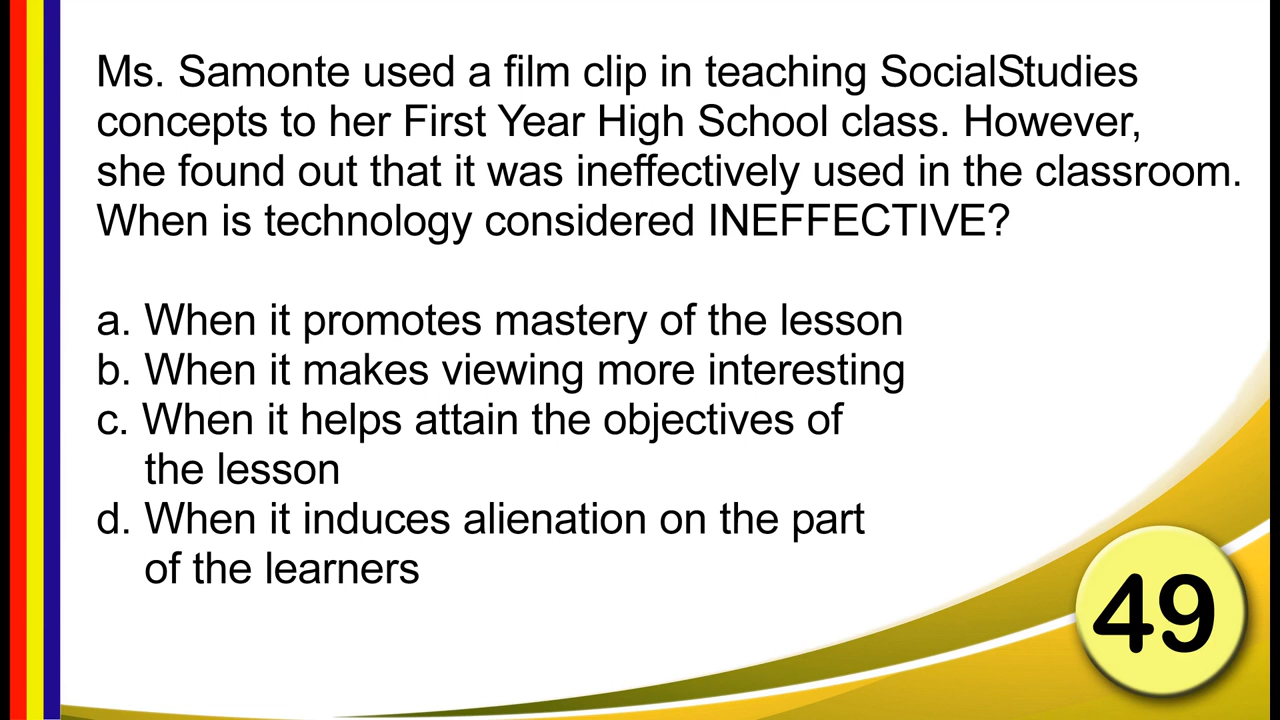 Ms. Samonte used a film clip in teaching SocialStudies
concepts to her First Year High School class. However,
she found out that it was ineffectively used in the classroom.
When is technology considered INEFFECTIVE?
a. When it promotes mastery of the lesson
b. When it makes viewing more interesting
c. When it helps attain the objectives of
the lesson
d. When it induces alienation on the part
of the learners
49